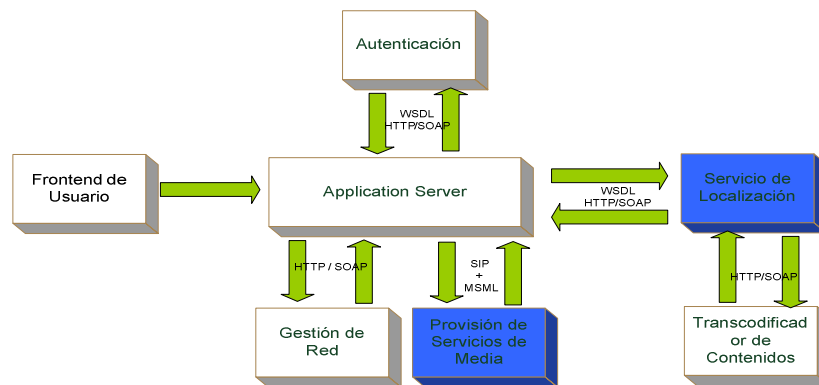 Autenticación
WSDL
HTTP/SOAP
Frontend de
Usuario
Application Server
WSDL
HTTP/SOAP
Servicio de
Localización
HTTP / SOAP
SIP
+
MSML
HTTP/SOAP
Gestión de
Red
Provisión de
Servicios de
Media
Transcodificad
or de
Contenidos